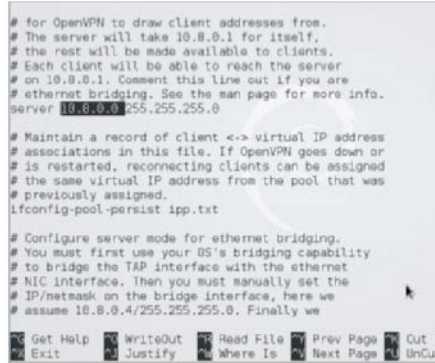 # for OpenVPN to draw client addresses from.
# The server will take 10.8.0.1 for itself,
# the rest will be made available to clients.
# Each client will be able to reach the server
# on 10.8.0.1. Comment this line out if you are
# ethernet bridging. See the man page for more info.
server 10.8.0.0 255.255.255.0
# Maintain a record of client <-> virtual IP address
# associations in this file. If OpenVPN goes down or
# is restarted, reconnecting clients can be assigned
# the same virtual IP address from the pool that was
# previously assigned.
ifconfig-pool-persist ipp.txt
# Configure server mode for ethernet bridging.
# You must first use your OS's bridging capability
# to bridge the TAP interface with the ethernet
# NIC interface. Then you must manually set the
# IP/netmask on the bridge interface, here we
# assume 10.8.0.4/255.255.255.0. Finally we
^G Get Help ^O WriteOut ^R Read File ^Y Prev Page ^K Cut
^X Exit ^J Justify ^W Where Is ^V Next Page ^U UnCu